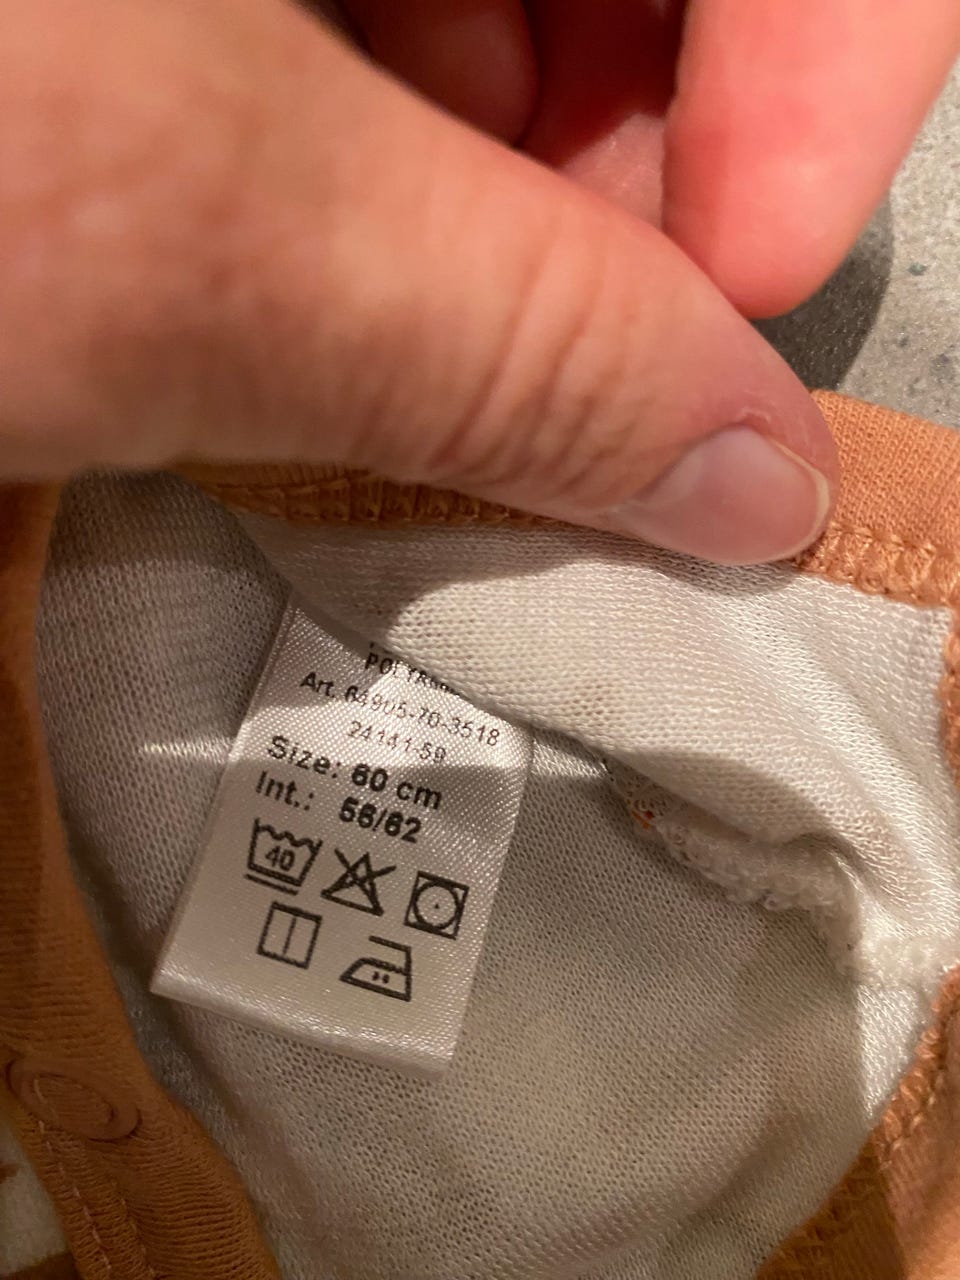 Art. 64905-70-3518
24141-59
Size: 60 cm
Int.: 56/62
40